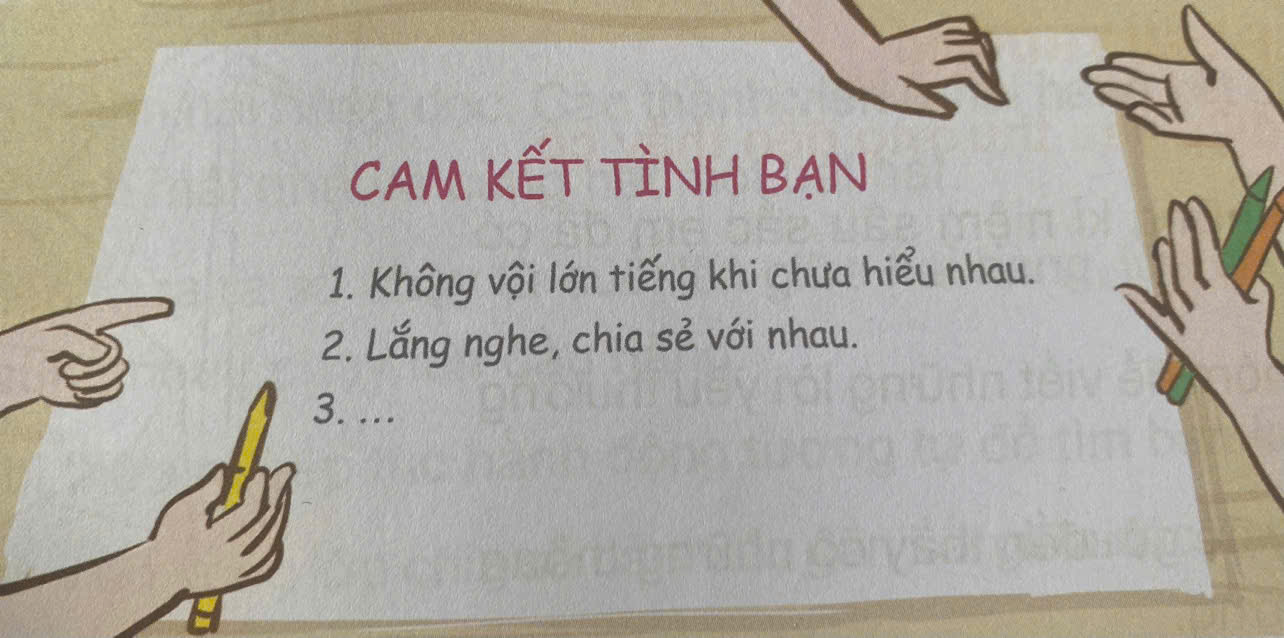 CAM KẾT TÌNH BẠN
1. Không vội lớn tiếng khi chưa hiểu nhau.
2. Lắng nghe, chia sẻ với nhau.
3. ...